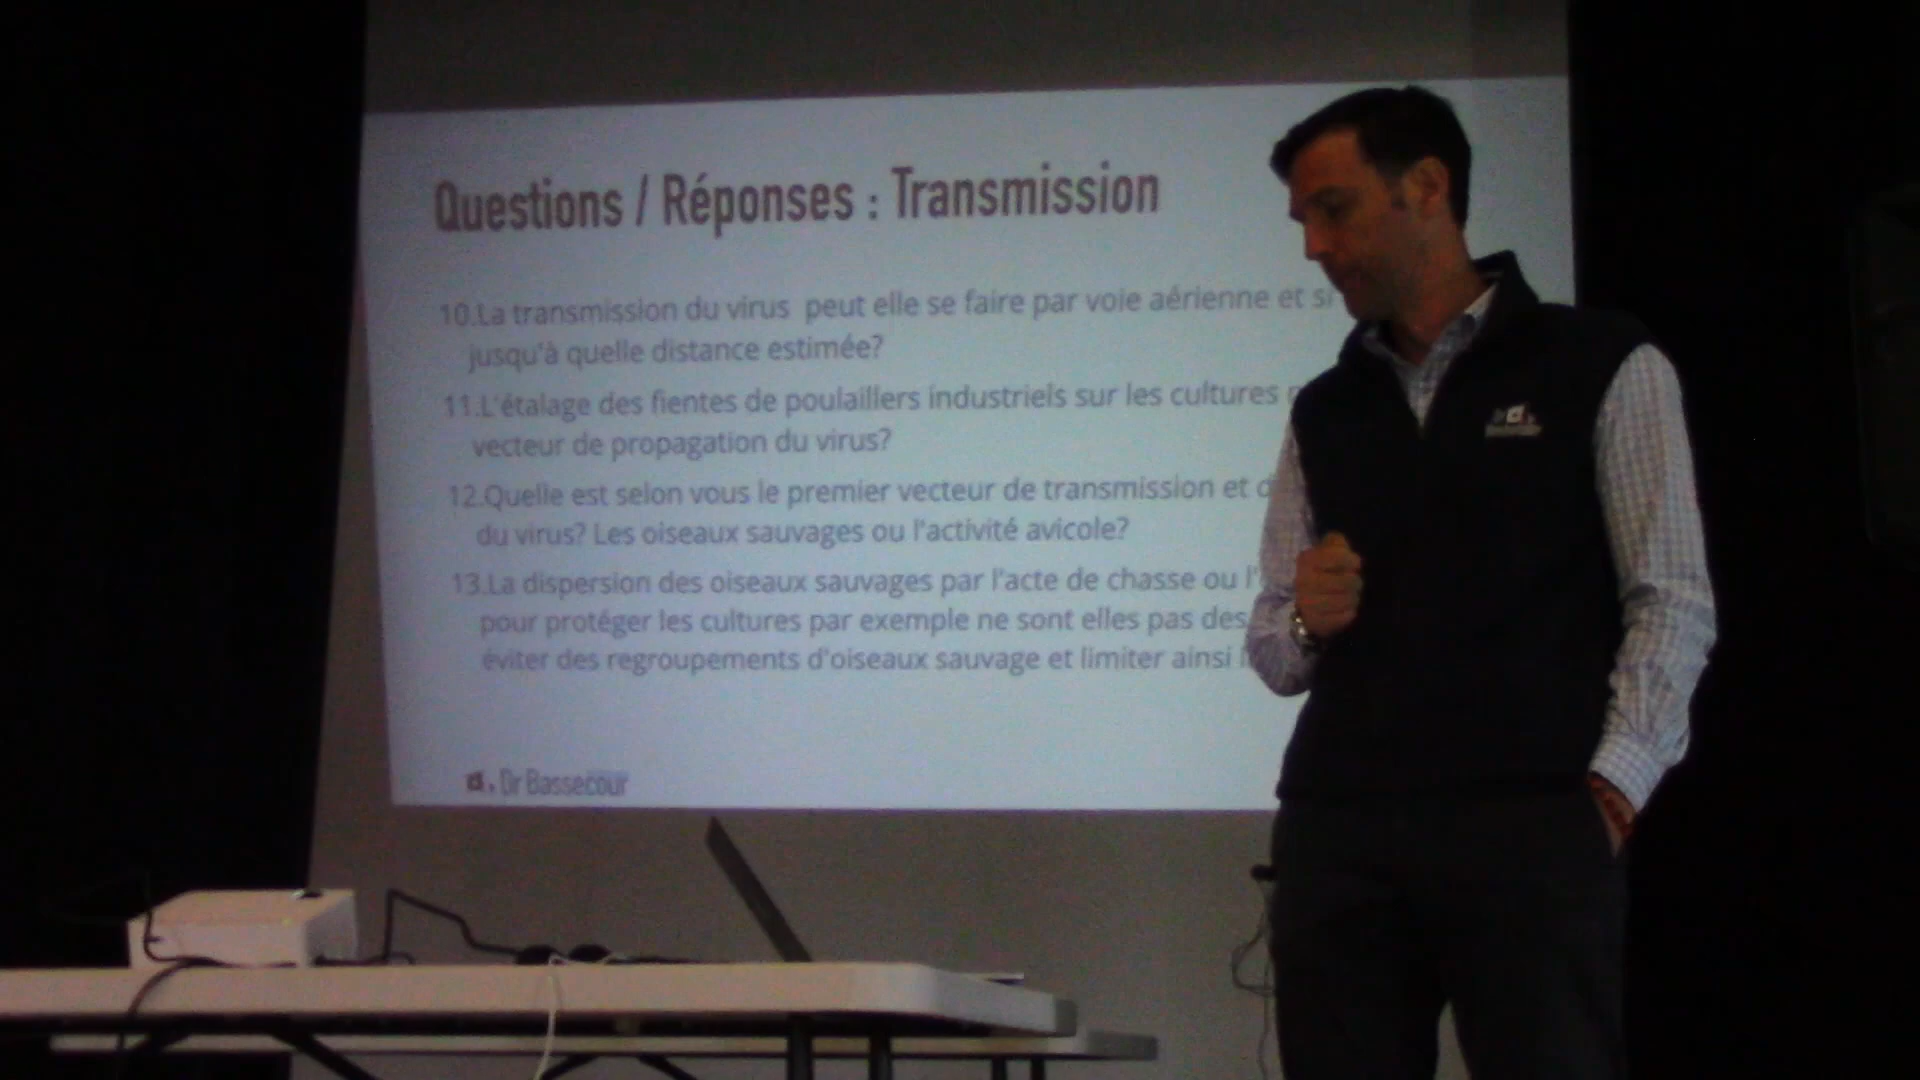 Questions / Réponses : Transmission
10.La transmission du virus peut elle se faire par voie aérienne et si
jusqu'à quelle distance estimée?
11.L'étalage des fientes de poulaillers industriels sur les cultures
vecteur de propagation du virus?
12.Quelle est selon vous le premier vecteur de transmission et
du virus? Les oiseaux sauvages ou l'activité avicole?
13.La dispersion des oiseaux sauvages par l'acte de chasse ou
pour protéger les cultures par exemple ne sont elles pas des
éviter des regroupements d'oiseaux sauvage et limiter ainsi
Dr Bassecour